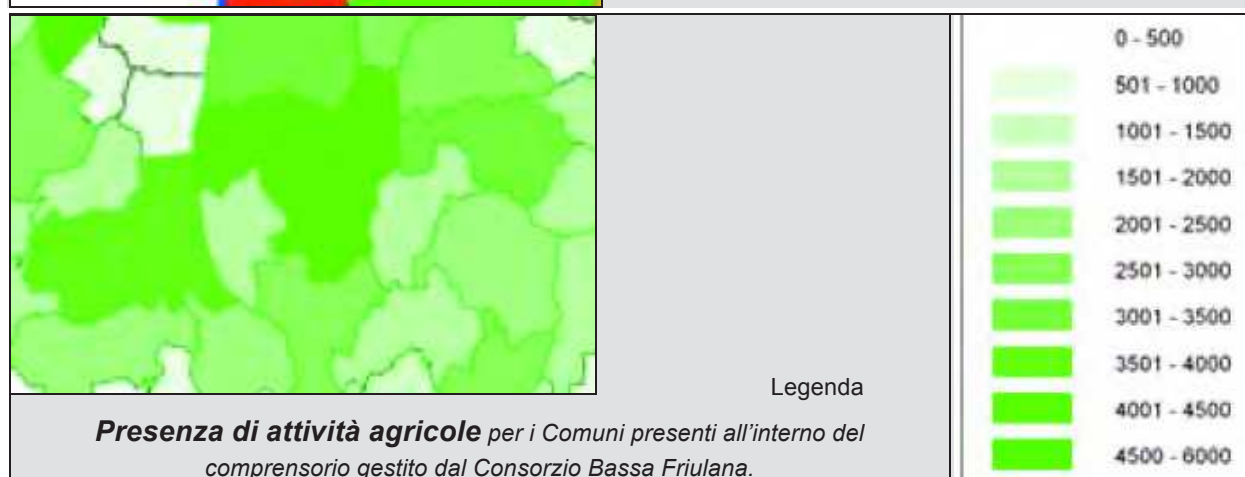 0 - 500
501 - 1000
1001 - 1500
1501 - 2000
2001 - 2500
2501 - 3000
3001 - 3500
3501 - 4000
4001 - 4500
4500 - 6000
Legenda
Presenza di attività agricole per i Comuni presenti all'interno del
comprensorio gestito dal Consorzio Bassa Friulana.